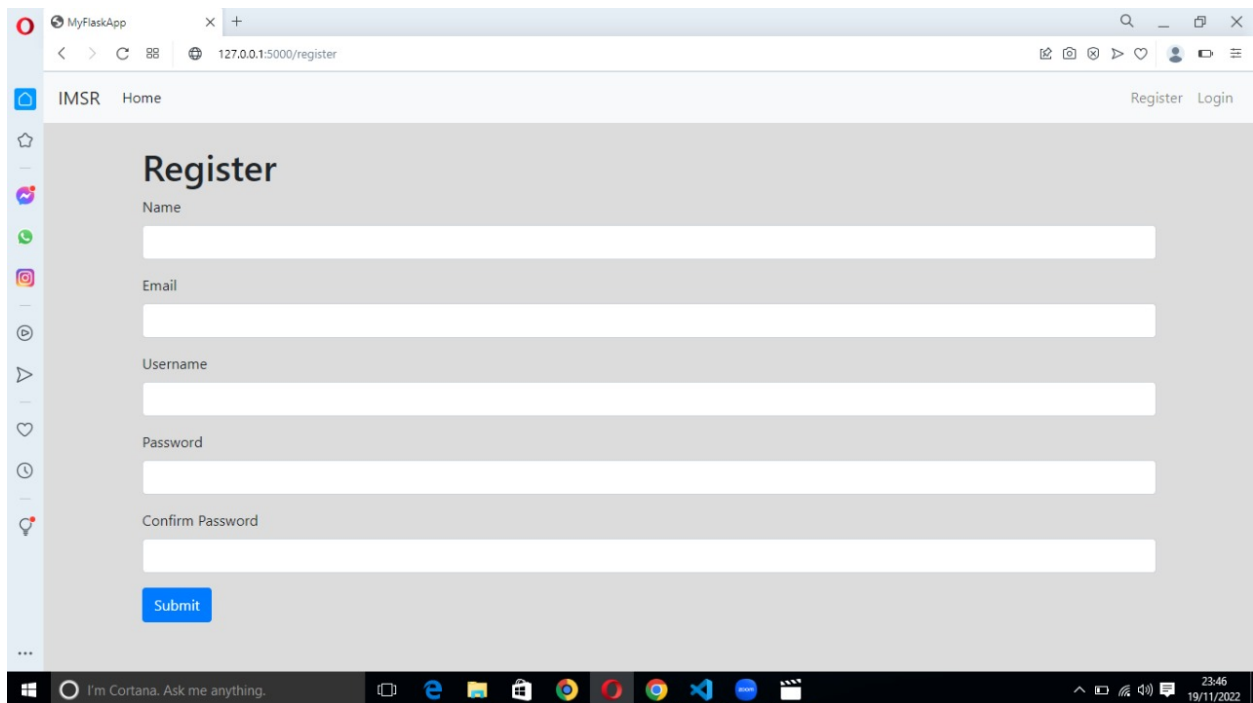 MyFlaskApp
127.0.0.1:5000/register
IMSR Home Register Login
Register
Name
Email
Username
Password
Confirm Password
Submit
I'm Cortana. Ask me anything.
zoom
23:46
19/11/2022